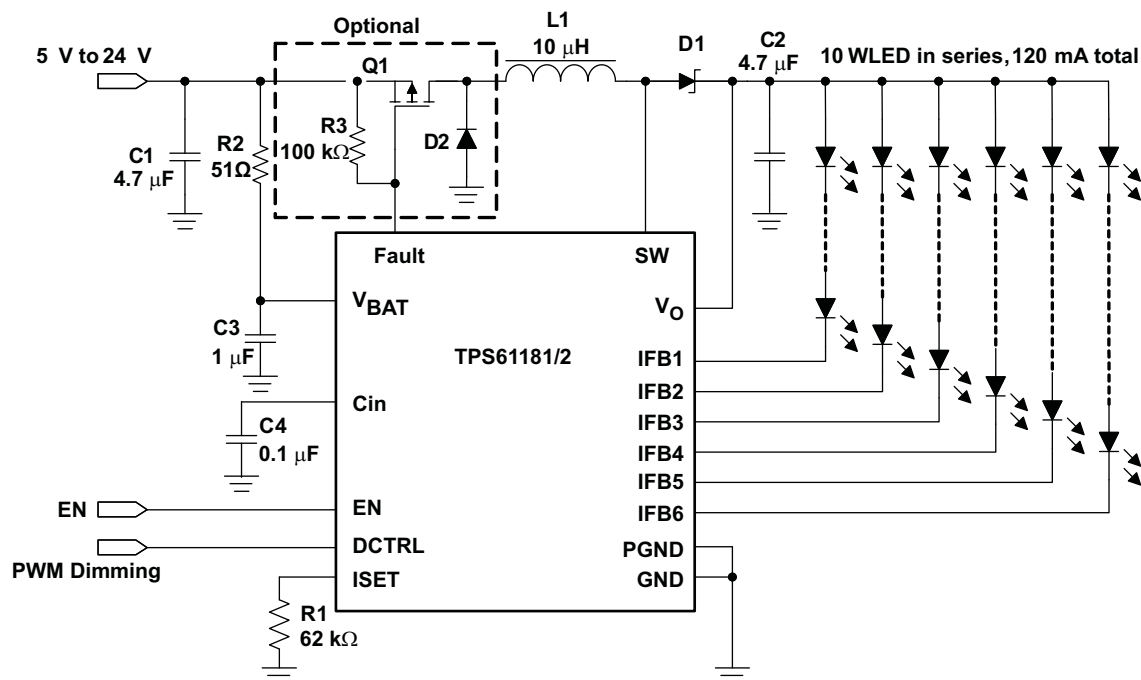 Optional
L1
10 μH
D1
C2
4.7 μF
10 WLED in series, 120 mA total
5 V to 24 V
Q1
R3
100 kΩ
D2
R2
51Ω
C1
4.7 μF
Fault
SW
VBAT
VO
C3
1 μF
TPS61181/2
IFB1
IFB2
Cin
IFB3
C4
0.1 μF
IFB4
IFB5
EN
EN
IFB6
DCTRL
PGND
PWM Dimming
ISET
GND
R1
62 kΩ